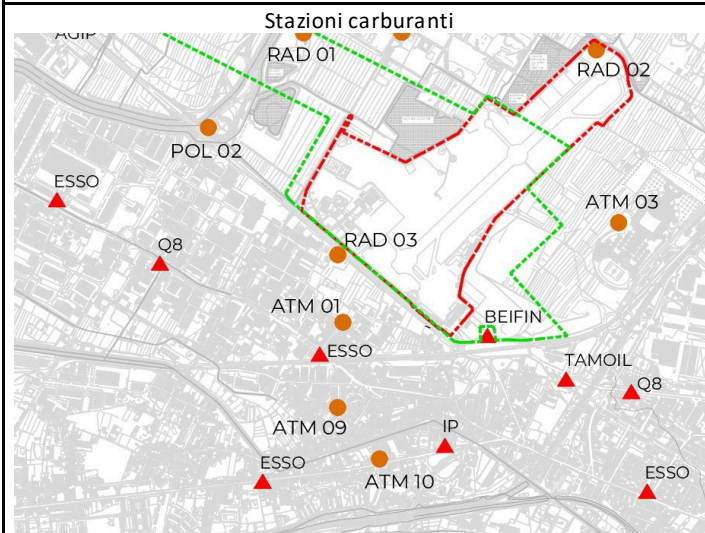 Stazioni carburanti
AGIP
RAD 01
RAD 02
POL 02
ESSO
ATM 03
Q8
RAD 03
ATM 01
BEIFIN
ESSO
TAMOIL
Q8
ATM 09
IP
ESSO
ATM 10
ESSO